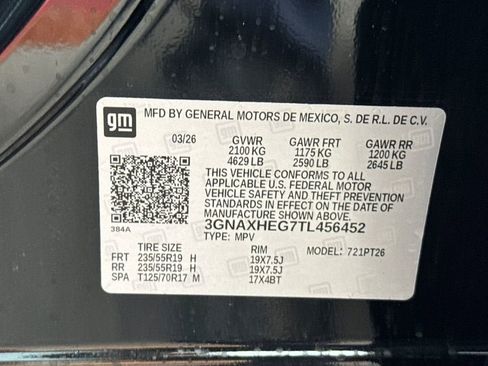 gm
MFD BY GENERAL MOTORS DE MEXICO, S. DE R.L. DE C.V.
03/26 GVWR GAWR FRT GAWR RR
2100 KG 1175 KG 1200 KG
4629 LB 2590 LB 2645 LB
THIS VEHICLE CONFORMS TO ALL
APPLICABLE U.S. FEDERAL MOTOR
VEHICLE SAFETY AND THEFT PREVENTION
STANDARDS IN EFFECT ON THE DATE OF
MANUFACTURE SHOWN ABOVE.
384A 3GNAXHEG7TL456452
TYPE: MPV
TIRE SIZE RIM MODEL: 721PT26
FRT 235/55R19 H 19X7.5J
RR 235/55R19 H 19X7.5J
SPA T125/70R17 M 17X4BT